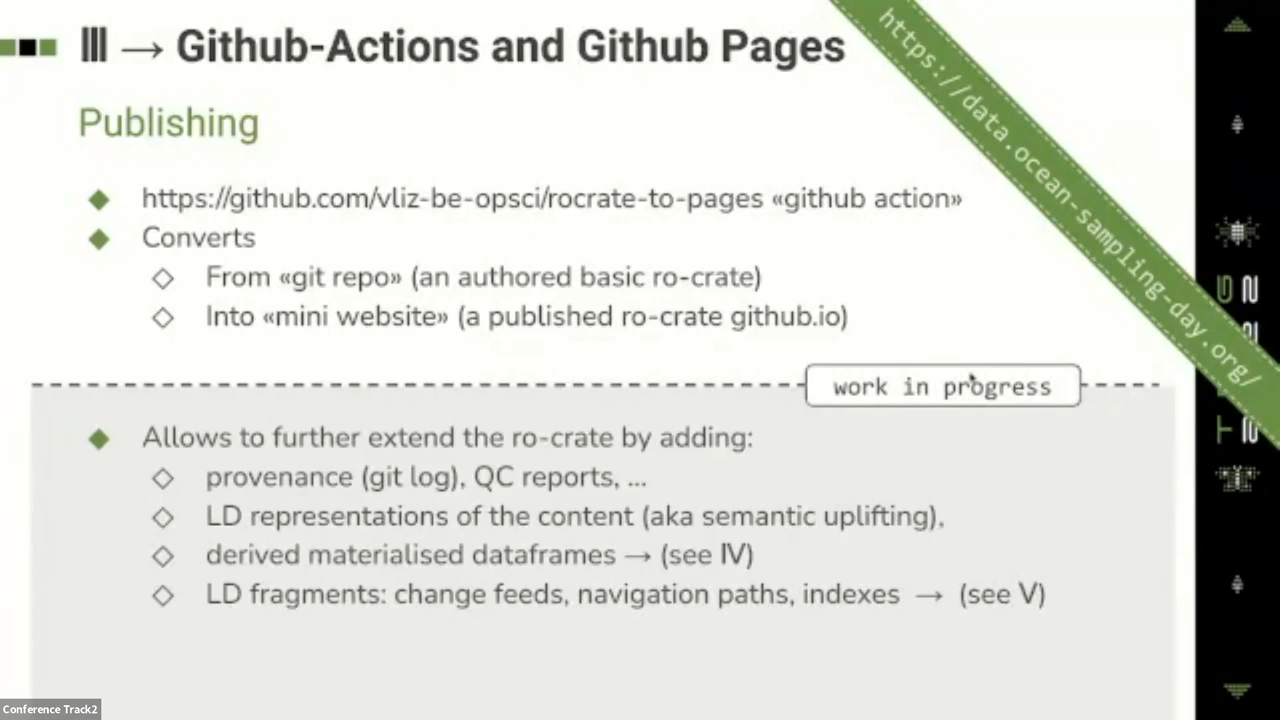 Ⅲ → Github-Actions and Github Pages
https://data.ocean-sampling-day.org/
Publishing
https://github.com/vliz-be-opsci/rocrate-to-pages «github action»
Converts
From «git repo» (an authored basic ro-crate)
Into «mini website» (a published ro-crate github.io)
work in progress
Allows to further extend the ro-crate by adding:
provenance (git log), QC reports, ...
LD representations of the content (aka semantic uplifting),
derived materialised dataframes → (see Ⅳ)
LD fragments: change feeds, navigation paths, indexes → (see Ⅴ)
Conference Track2